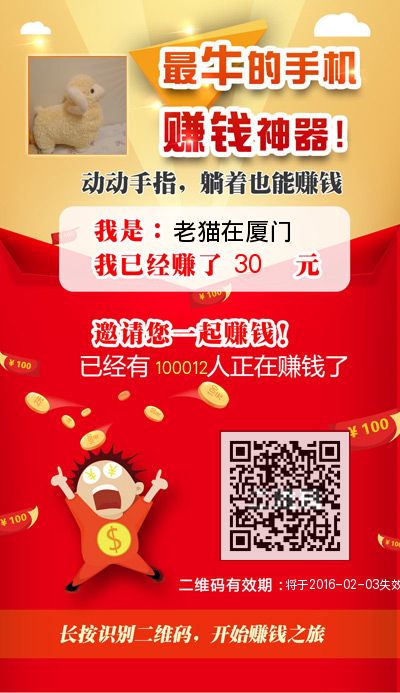 最牛的手机
赚钱神器!
动动手指，躺着也能赚钱
我是：老猫在厦门
我已经赚了 30 元
¥100
邀请您一起赚钱!
已经有 100012人正在赚钱了
¥100
¥100
¥100
¥100
$
二维码有效期：将于2016-02-03失效
长按识别二维码，开始赚钱之旅